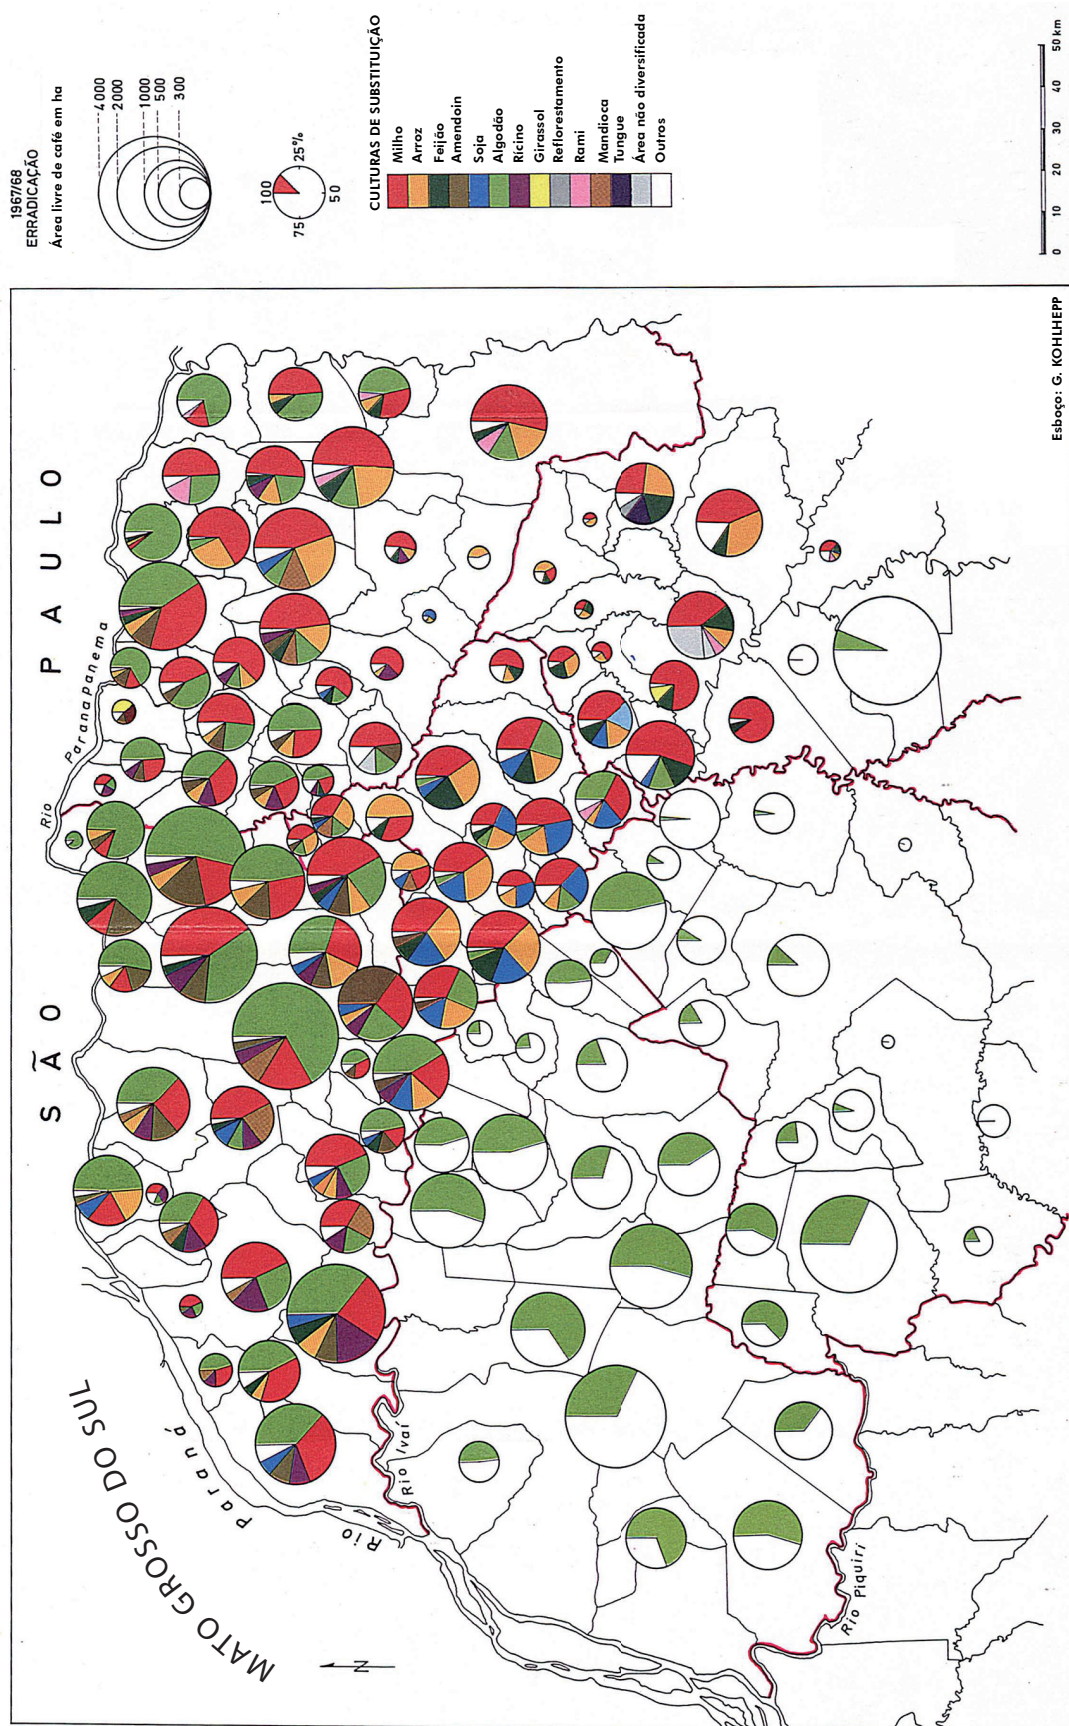 1967/68
ERRADICAÇÃO
Área livre de café em ha
4000
2000
1000
500
300
100
25%
50
75
CULTURAS DE SUBSTITUIÇÃO
Milho
Arroz
Feijão
Amendoin
Soja
Algodão
Rícino
Girassol
Reflorestamento
Rami
Mandioca
Tungue
Área não diversificada
Outros
0 10 20 30 40 50 km
SÃO PAULO
Rio Paranapanema
MATO GROSSO DO SUL
Rio Paraná
Rio Ivaí
Rio Piquiri
N
Esboço: G. KOHLHEPP